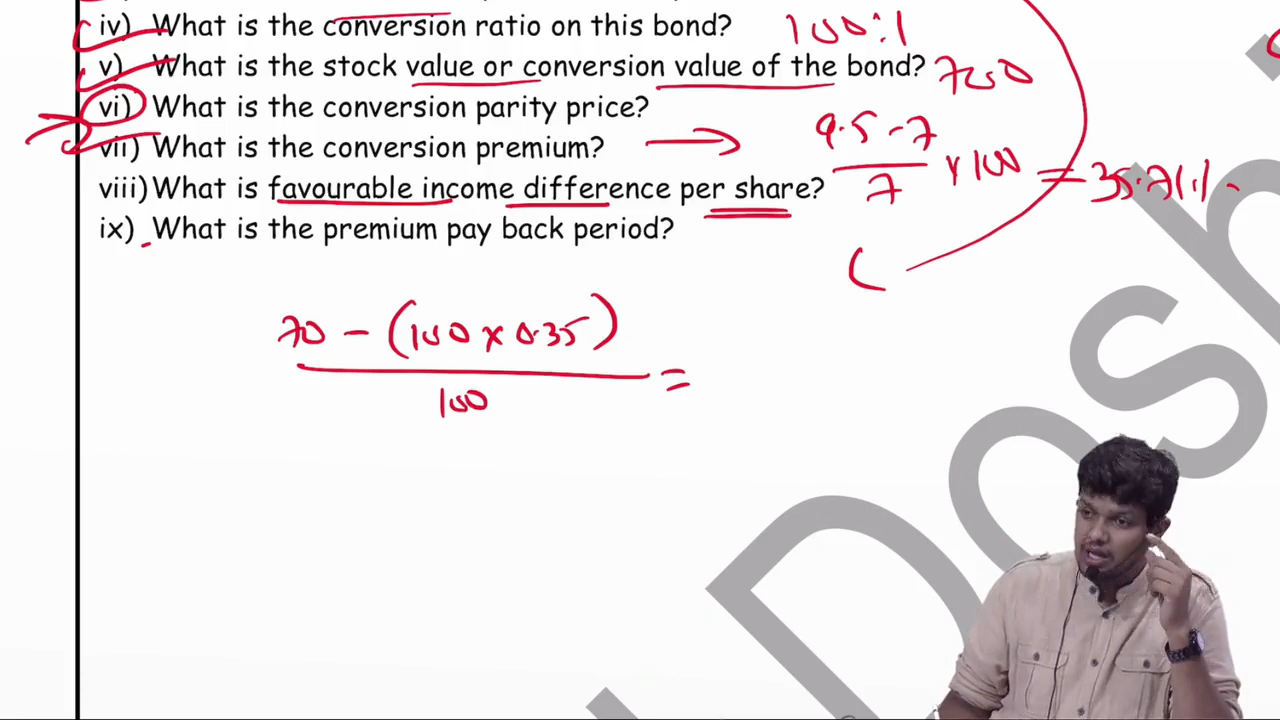 iv) What is the conversion ratio on this bond? 100:1
v) What is the stock value or conversion value of the bond? 700
vi) What is the conversion parity price?
vii) What is the conversion premium? → 9.5 - 7 / 7 x 100 = 35.71%
viii) What is favourable income difference per share?
ix) What is the premium pay back period?
70 - (100 x 0.35)
100 =